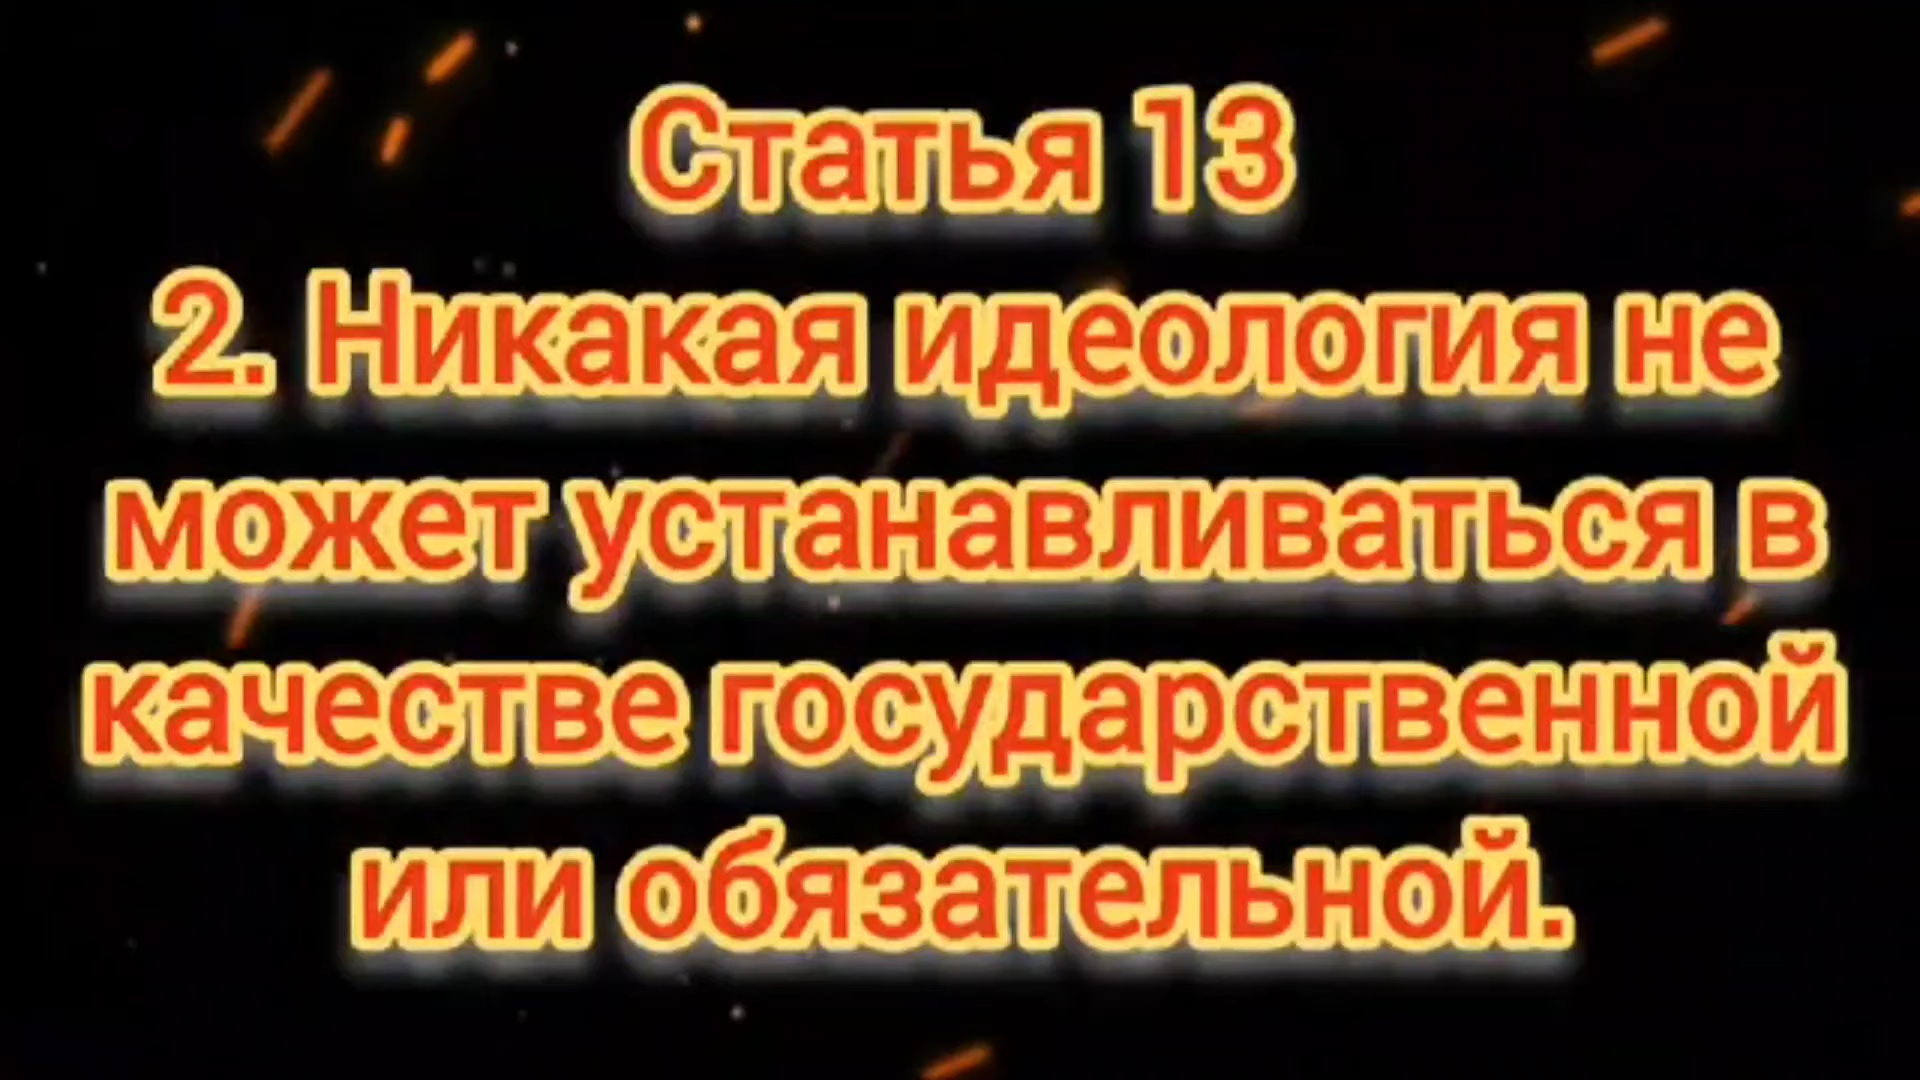 Статья 13
2. Никакая идеология не
может устанавливаться в
качестве государственной
или обязательной.